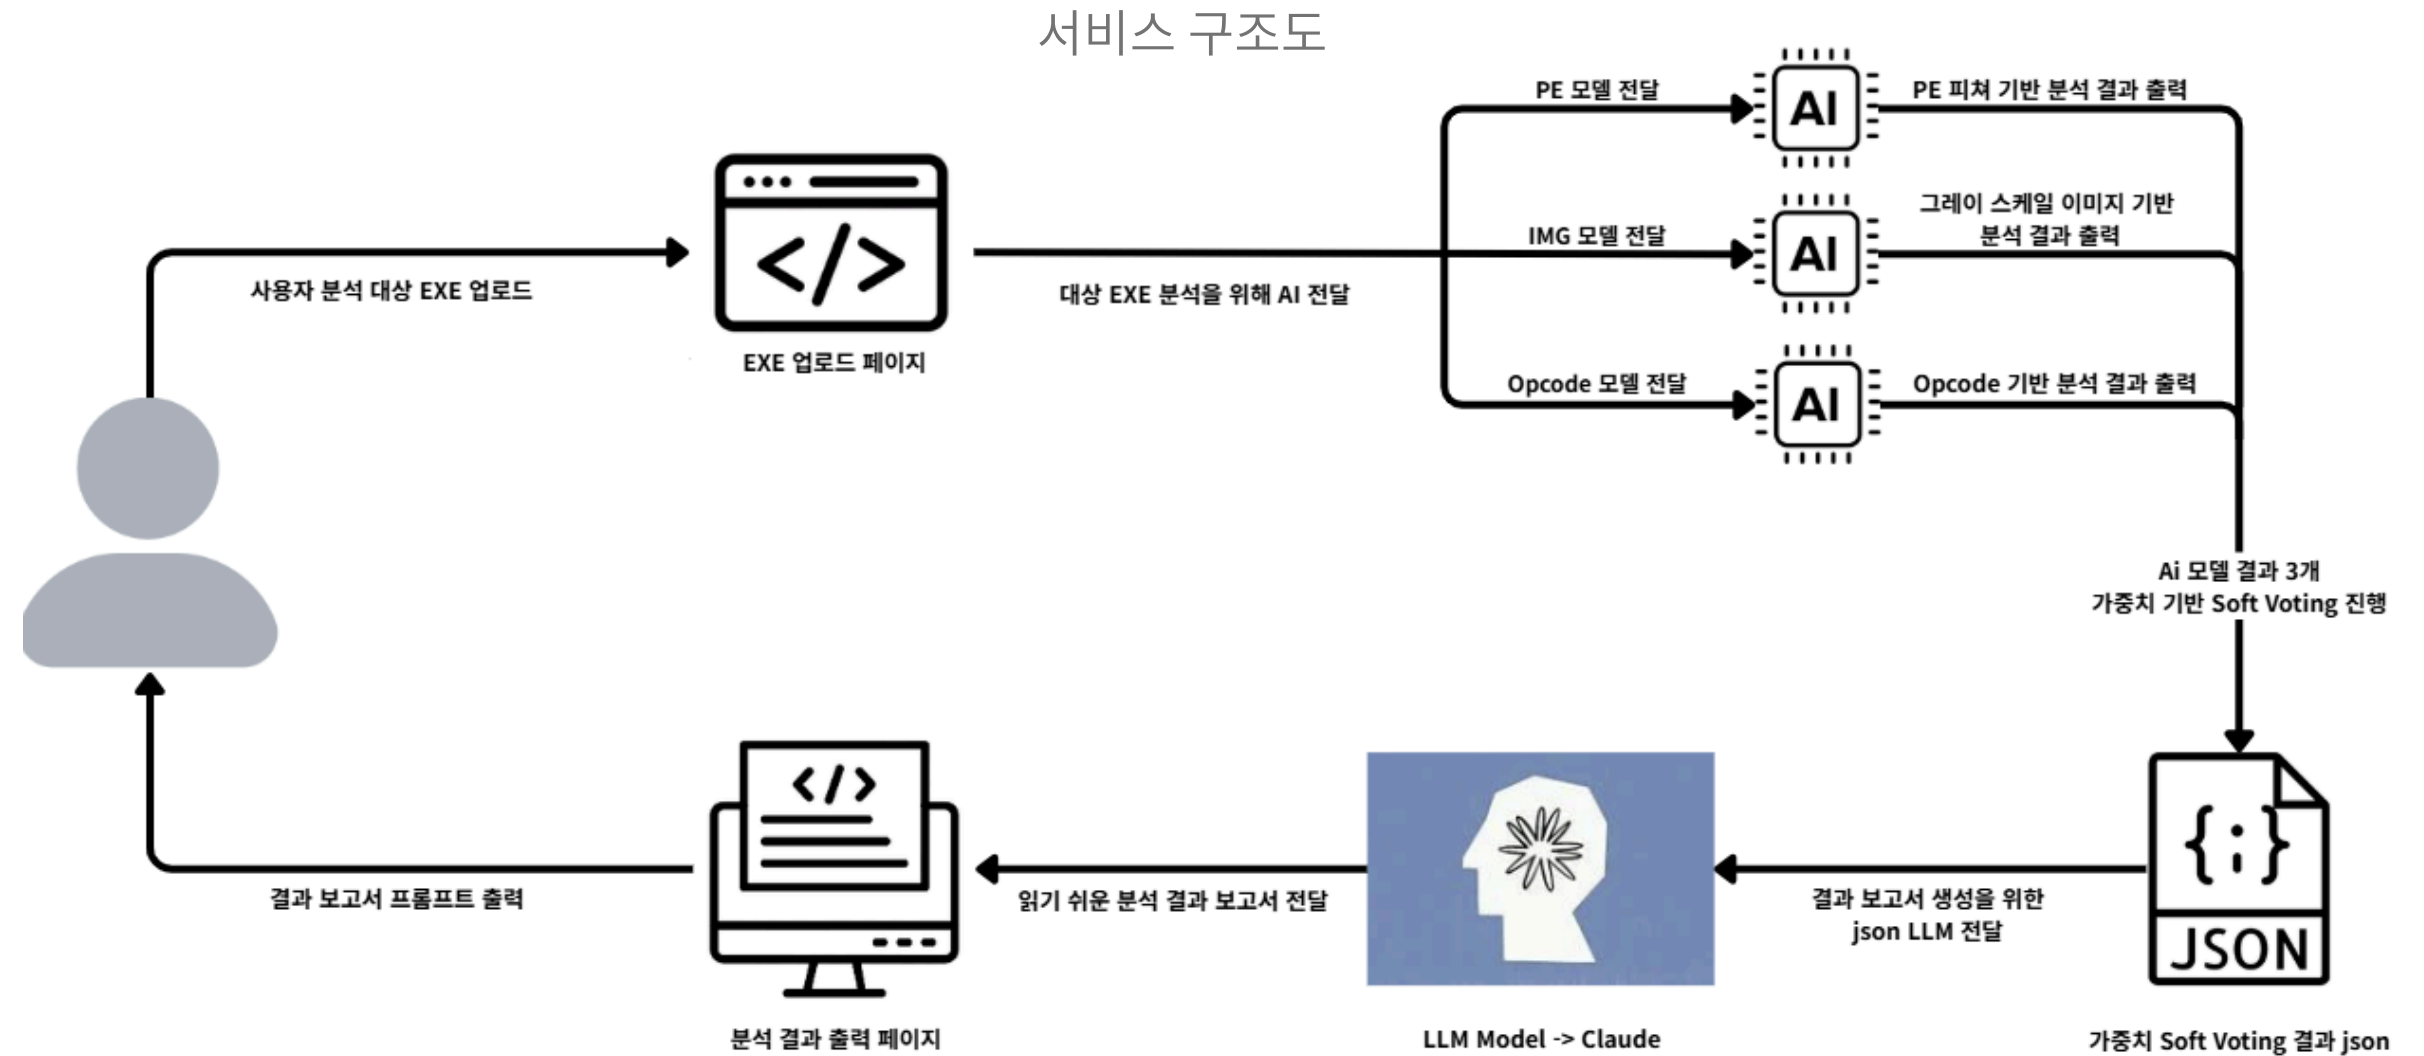 서비스 구조도
PE 모델 전달
AI
PE 피쳐 기반 분석 결과 출력
사용자 분석 대상 EXE 업로드
</>
EXE 업로드 페이지
대상 EXE 분석을 위해 AI 전달
IMG 모델 전달
AI
그레이 스케일 이미지 기반
분석 결과 출력
Opcode 모델 전달
AI
Opcode 기반 분석 결과 출력
Ai 모델 결과 3개
가중치 기반 Soft Voting 진행
{;}
JSON
가중치 Soft Voting 결과 json
결과 보고서 생성을 위한
json LLM 전달
LLM Model -> Claude
읽기 쉬운 분석 결과 보고서 전달
</>
분석 결과 출력 페이지
결과 보고서 프롬프트 출력